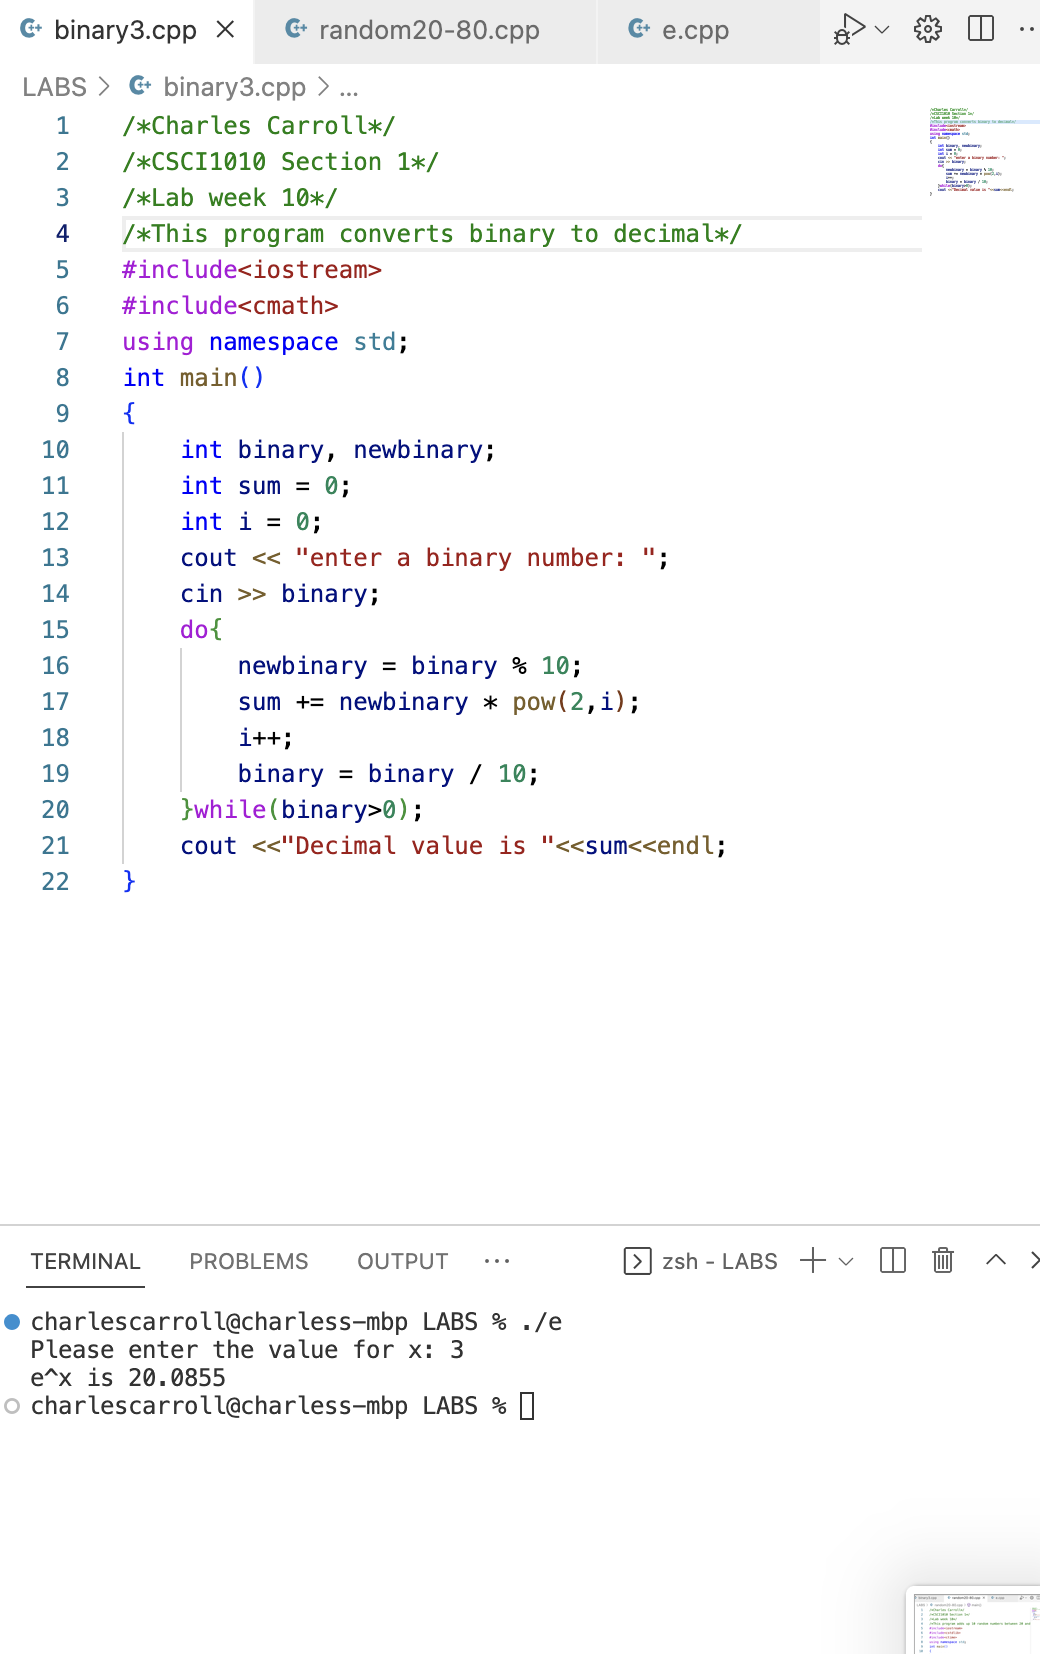 binary3.cpp random20-80.cpp e.cpp
LABS > binary3.cpp > ...
1 /*Charles Carroll*/
2 /*CSCI1010 Section 1*/
3 /*Lab week 10*/
4 /*This program converts binary to decimal*/
5 #include<iostream>
6 #include<cmath>
7 using namespace std;
8 int main()
9 {
10 int binary, newbinary;
11 int sum = 0;
12 int i = 0;
13 cout << "enter a binary number: ";
14 cin >> binary;
15 do{
16 newbinary = binary % 10;
17 sum += newbinary * pow(2,i);
18 i++;
19 binary = binary / 10;
20 }while(binary>0);
21 cout <<"Decimal value is "<<sum<<endl;
22 }
TERMINAL PROBLEMS OUTPUT ... zsh - LABS
charlescarroll@charless-mbp LABS % ./e
Please enter the value for x: 3
e^x is 20.0855
charlescarroll@charless-mbp LABS %